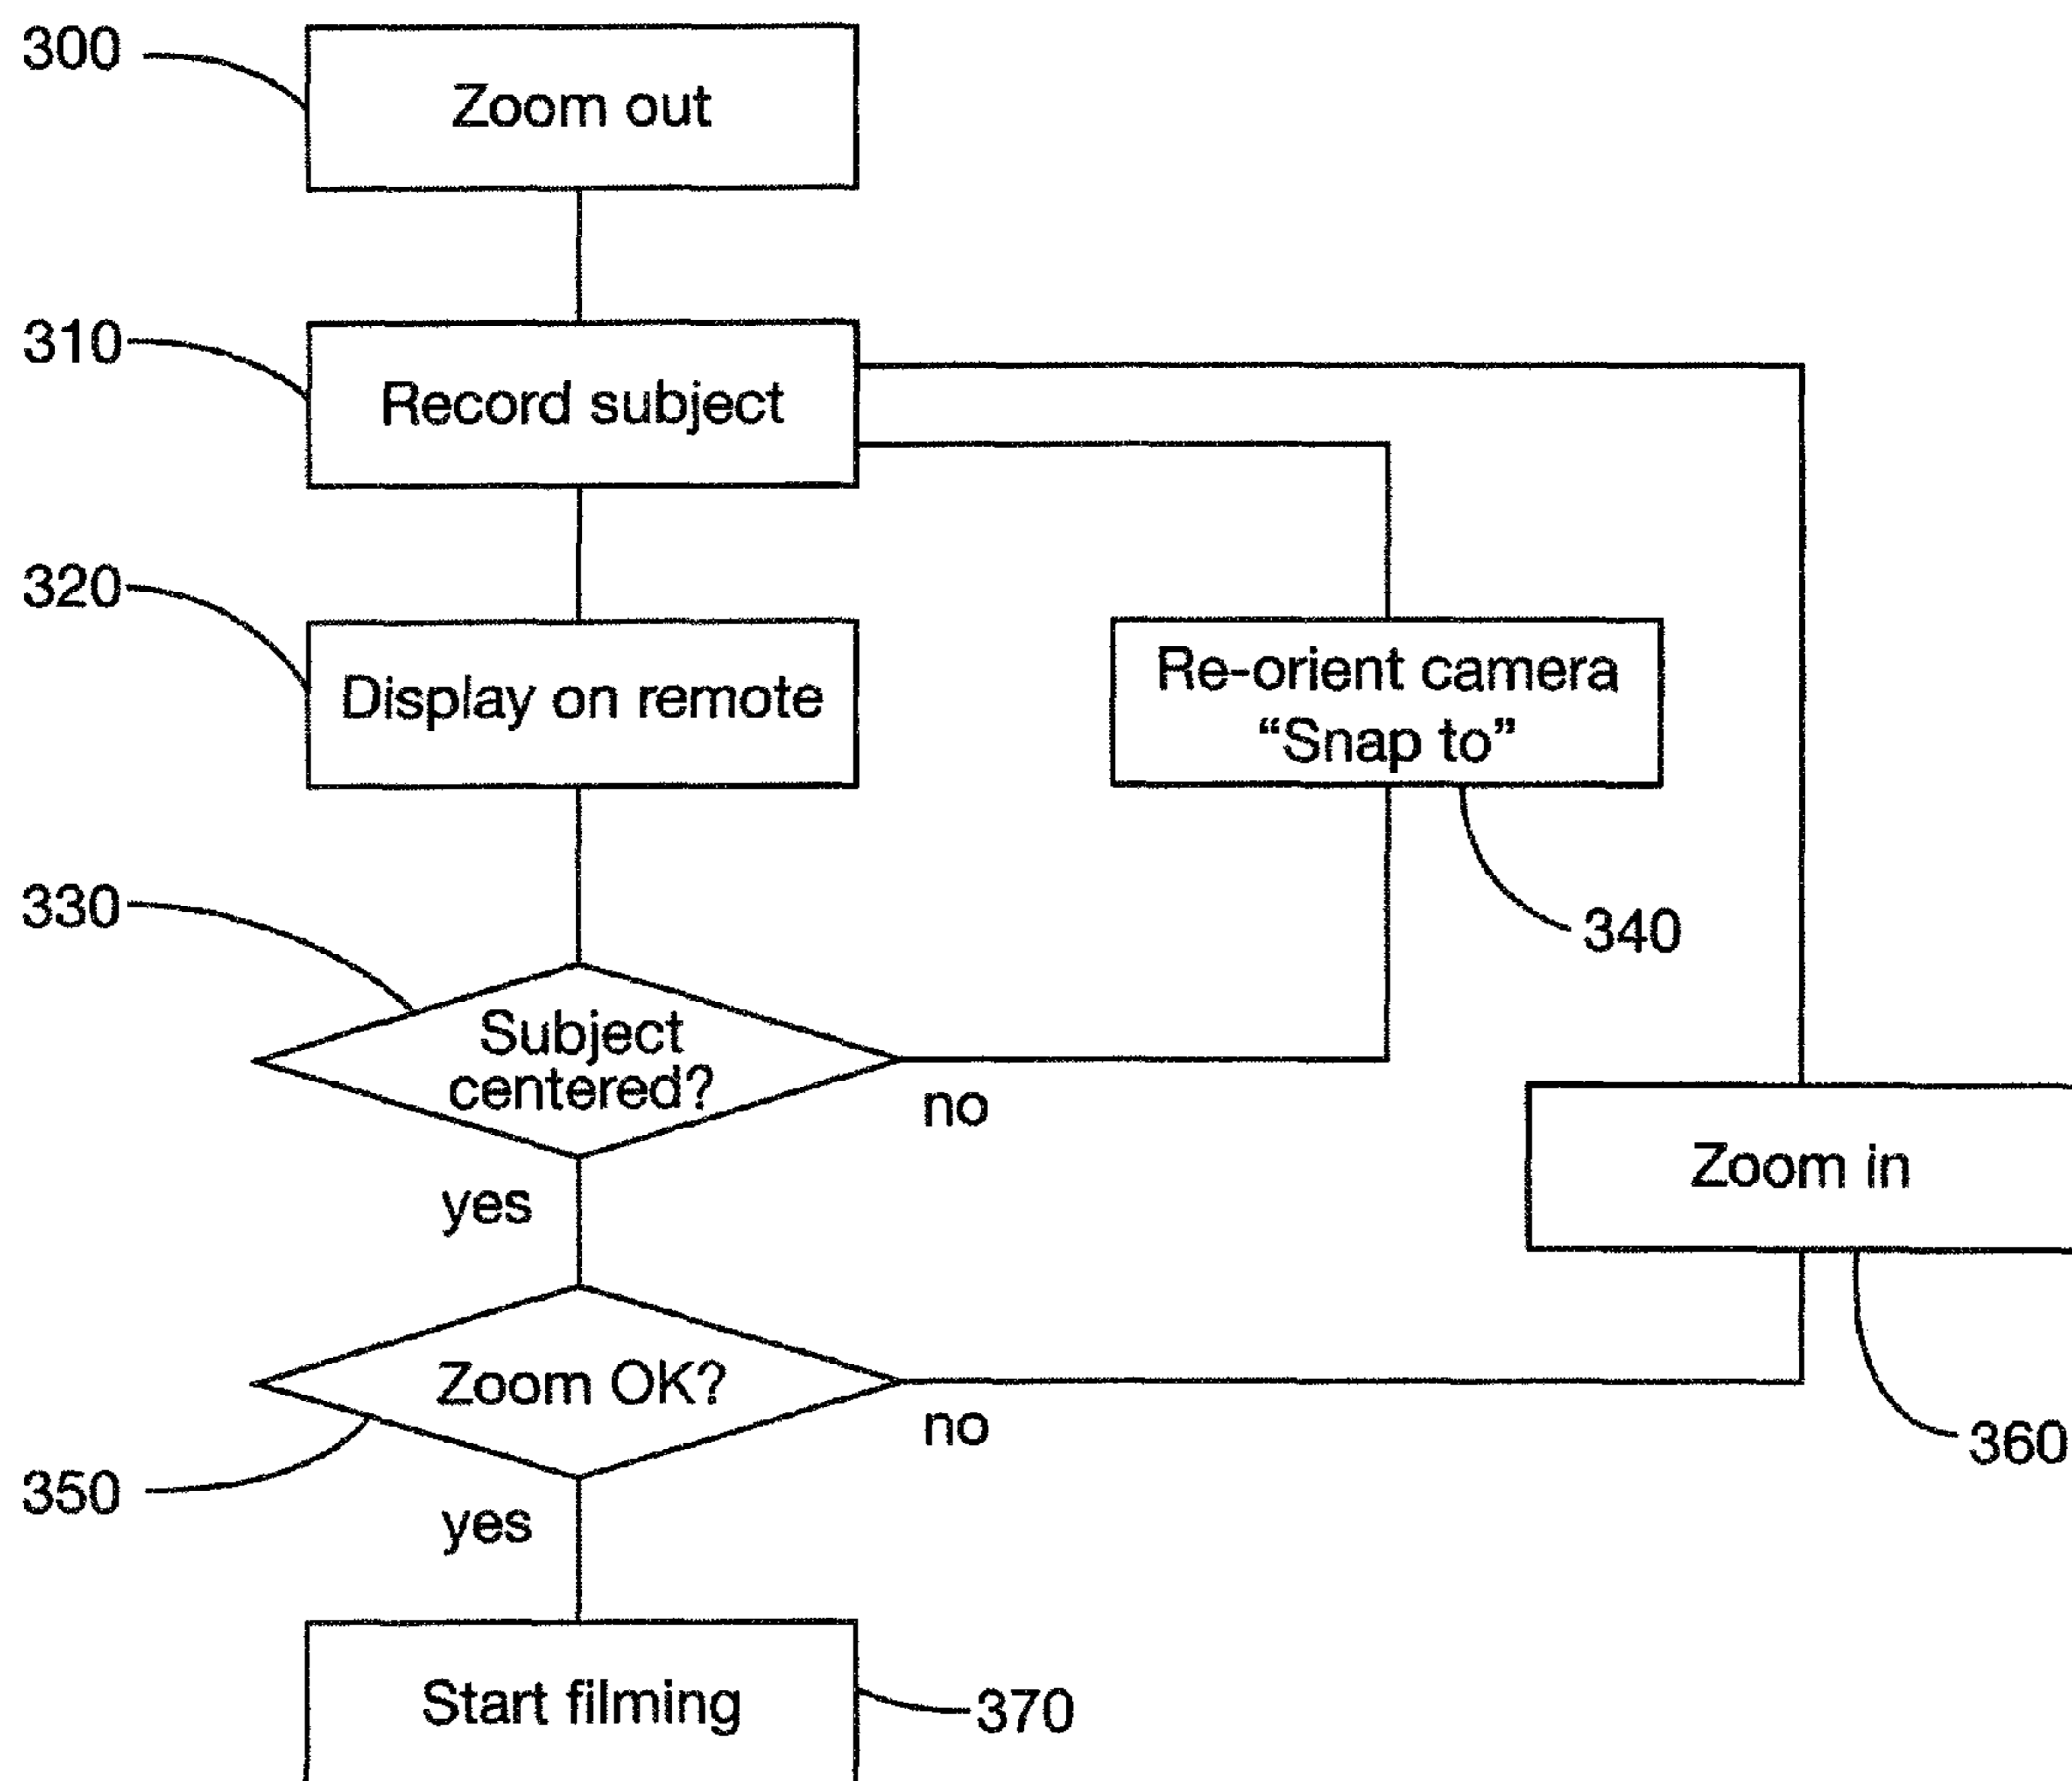 300
Zoom out
310
Record subject
320
Display on remote
Re-orient camera
“Snap to”
340
330
Subject
centered?
no
yes
Zoom in
360
Zoom OK?
no
350
yes
Start filming
370